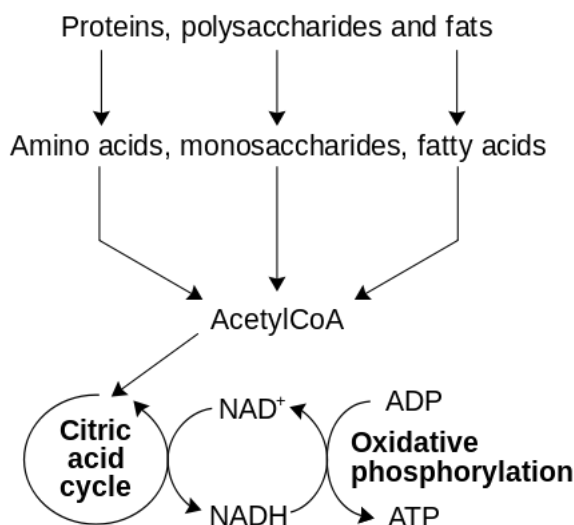 Proteins, polysaccharides and fats
Amino acids, monosaccharides, fatty acids
AcetylCoA
Citric
acid
cycle
NAD⁺
NADH
ADP
Oxidative
phosphorylation
ATP